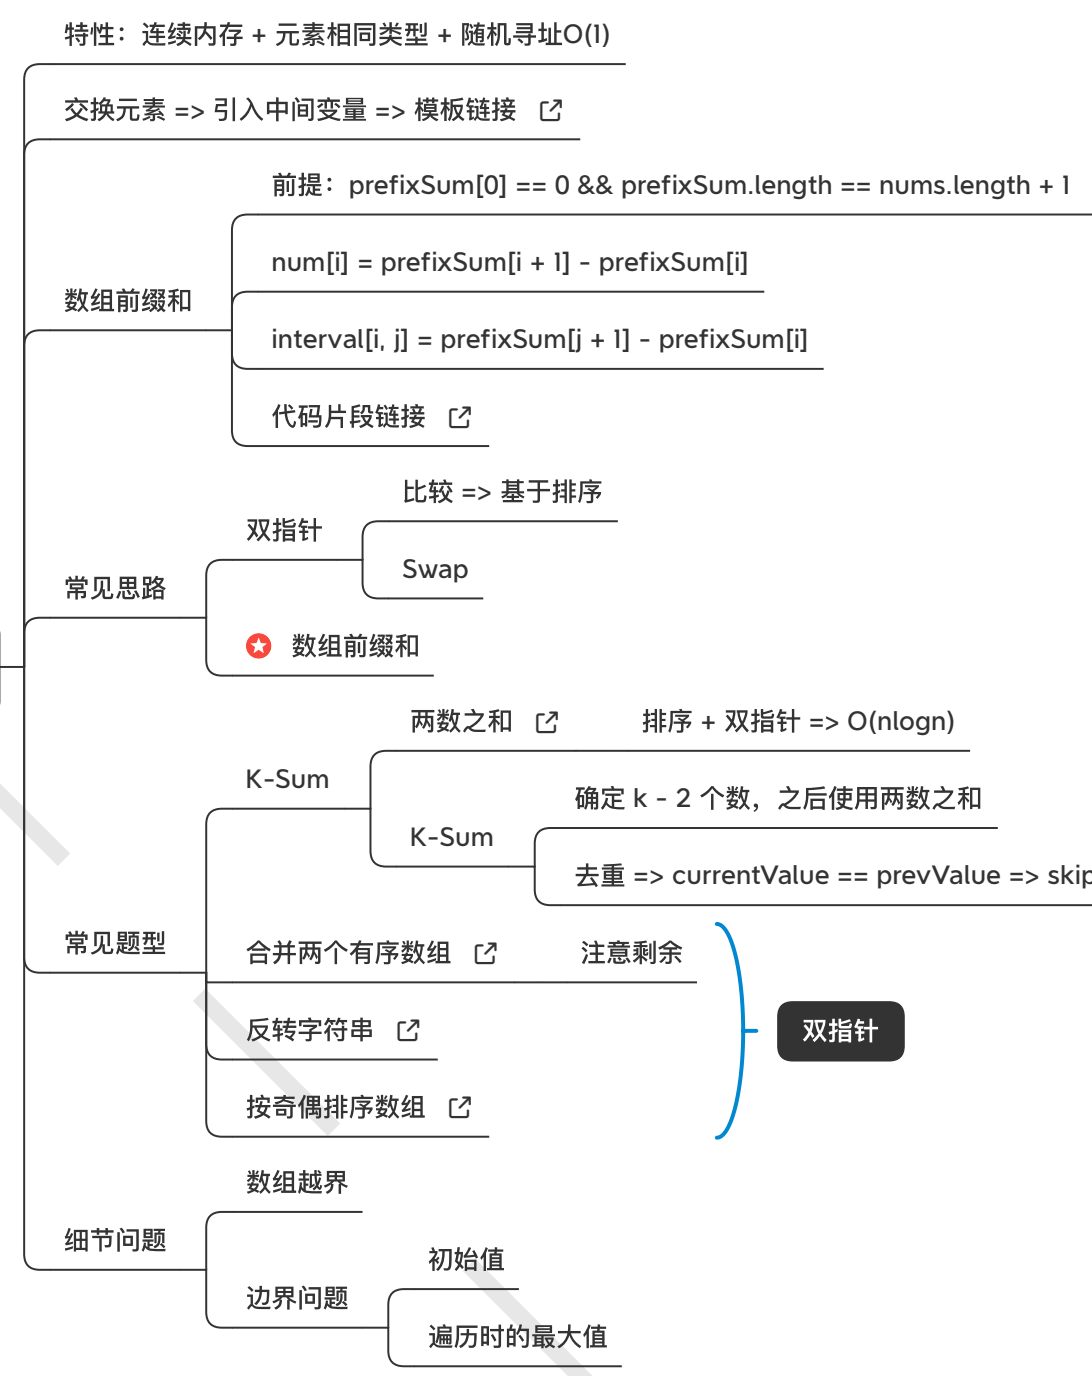 特性：连续内存 + 元素相同类型 + 随机寻址O(1)
交换元素 => 引入中间变量 => 模板链接
前提：prefixSum[0] == 0 && prefixSum.length == nums.length + 1
num[i] = prefixSum[i + 1] - prefixSum[i]
数组前缀和
interval[i, j] = prefixSum[j + 1] - prefixSum[i]
代码片段链接
比较 => 基于排序
双指针
Swap
常见思路
数组前缀和
两数之和 排序 + 双指针 => O(nlogn)
K-Sum
确定 k - 2 个数，之后使用两数之和
K-Sum
去重 => currentValue == prevValue => skip
常见题型
合并两个有序数组 注意剩余
反转字符串
双指针
按奇偶排序数组
数组越界
细节问题
初始值
边界问题
遍历时的最大值